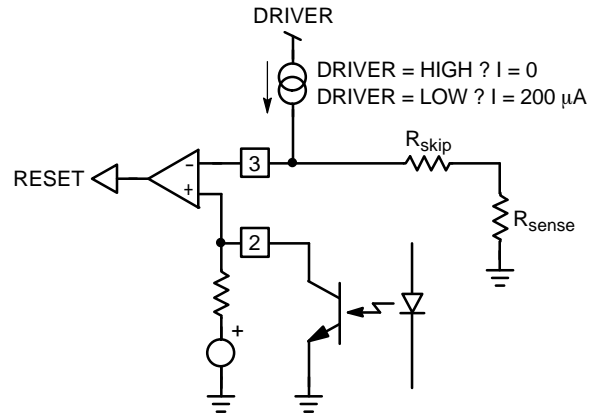 DRIVER
DRIVER = HIGH ? I = 0
DRIVER = LOW ? I = 200 µA
Rskip
3
RESET
-
+
Rsense
2
+